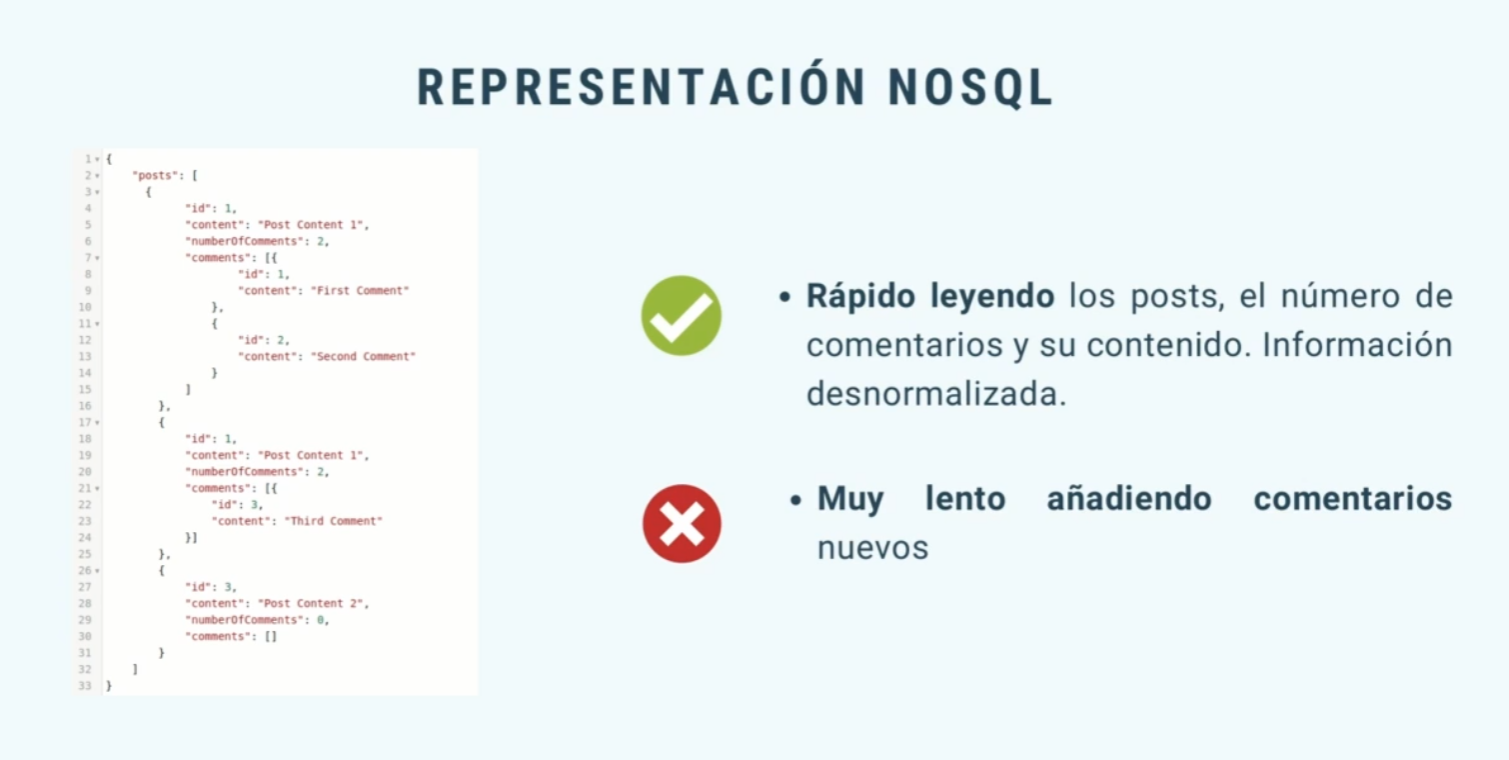 REPRESENTACIÓN NOSQL
1 {
2 "posts": [
3 {
4 "id": 1,
5 "content": "Post Content 1",
6 "numberOfComments": 2,
7 "comments": [{
8 "id": 1,
9 "content": "First Comment"
10 },
11 {
12 "id": 2,
13 "content": "Second Comment"
14 }
15 ]
16 },
17 {
18 "id": 1,
19 "content": "Post Content 1",
20 "numberOfComments": 2,
21 "comments": [{
22 "id": 3,
23 "content": "Third Comment"
24 }]
25 },
26 {
27 "id": 3,
28 "content": "Post Content 2",
29 "numberOfComments": 0,
30 "comments": []
31 }
32 ]
33 }
• Rápido leyendo los posts, el número de
comentarios y su contenido. Información
desnormalizada.
• Muy lento añadiendo comentarios
nuevos